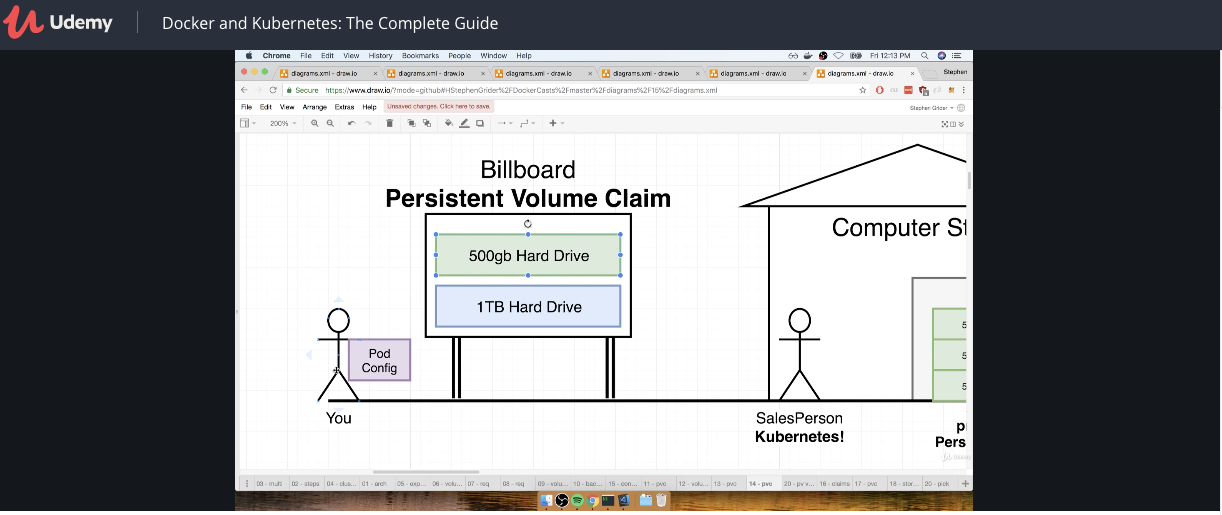 Udemy
Docker and Kubernetes: The Complete Guide
Chrome File Edit View History Bookmarks People Window Help
Fri 12:13 PM
diagrams.xml - draw.io
diagrams.xml - draw.io
diagrams.xml - draw.io
diagrams.xml - draw.io
diagrams.xml - draw.io
diagrams.xml - draw.io
Stephen
Secure https://www.draw.io/?mode=github#HStephenGrider%2FDockerCasts%2Fmaster%2Fdiagrams%2F15%2Fdiagrams.xml
File Edit View Arrange Extras Help Unsaved changes. Click here to save.
Stephen Grider
200%
Billboard
Persistent Volume Claim
500gb Hard Drive
1TB Hard Drive
Pod
Config
You
Computer St
5
5
5
SalesPerson
Kubernetes!
p
Pers
Udemy
03 - multi 02 - steps 04 - clus... 01 - arch 05 - exp... 06 - volu... 07 - req 08 - req 09 - volu... 10 - bac... 15 - con... 11 - pvc 12 - volu... 13 - pvc 14 - pvc 20 - pv v... 16 - claims 17 - pvc 18 - stor... 20 - pick